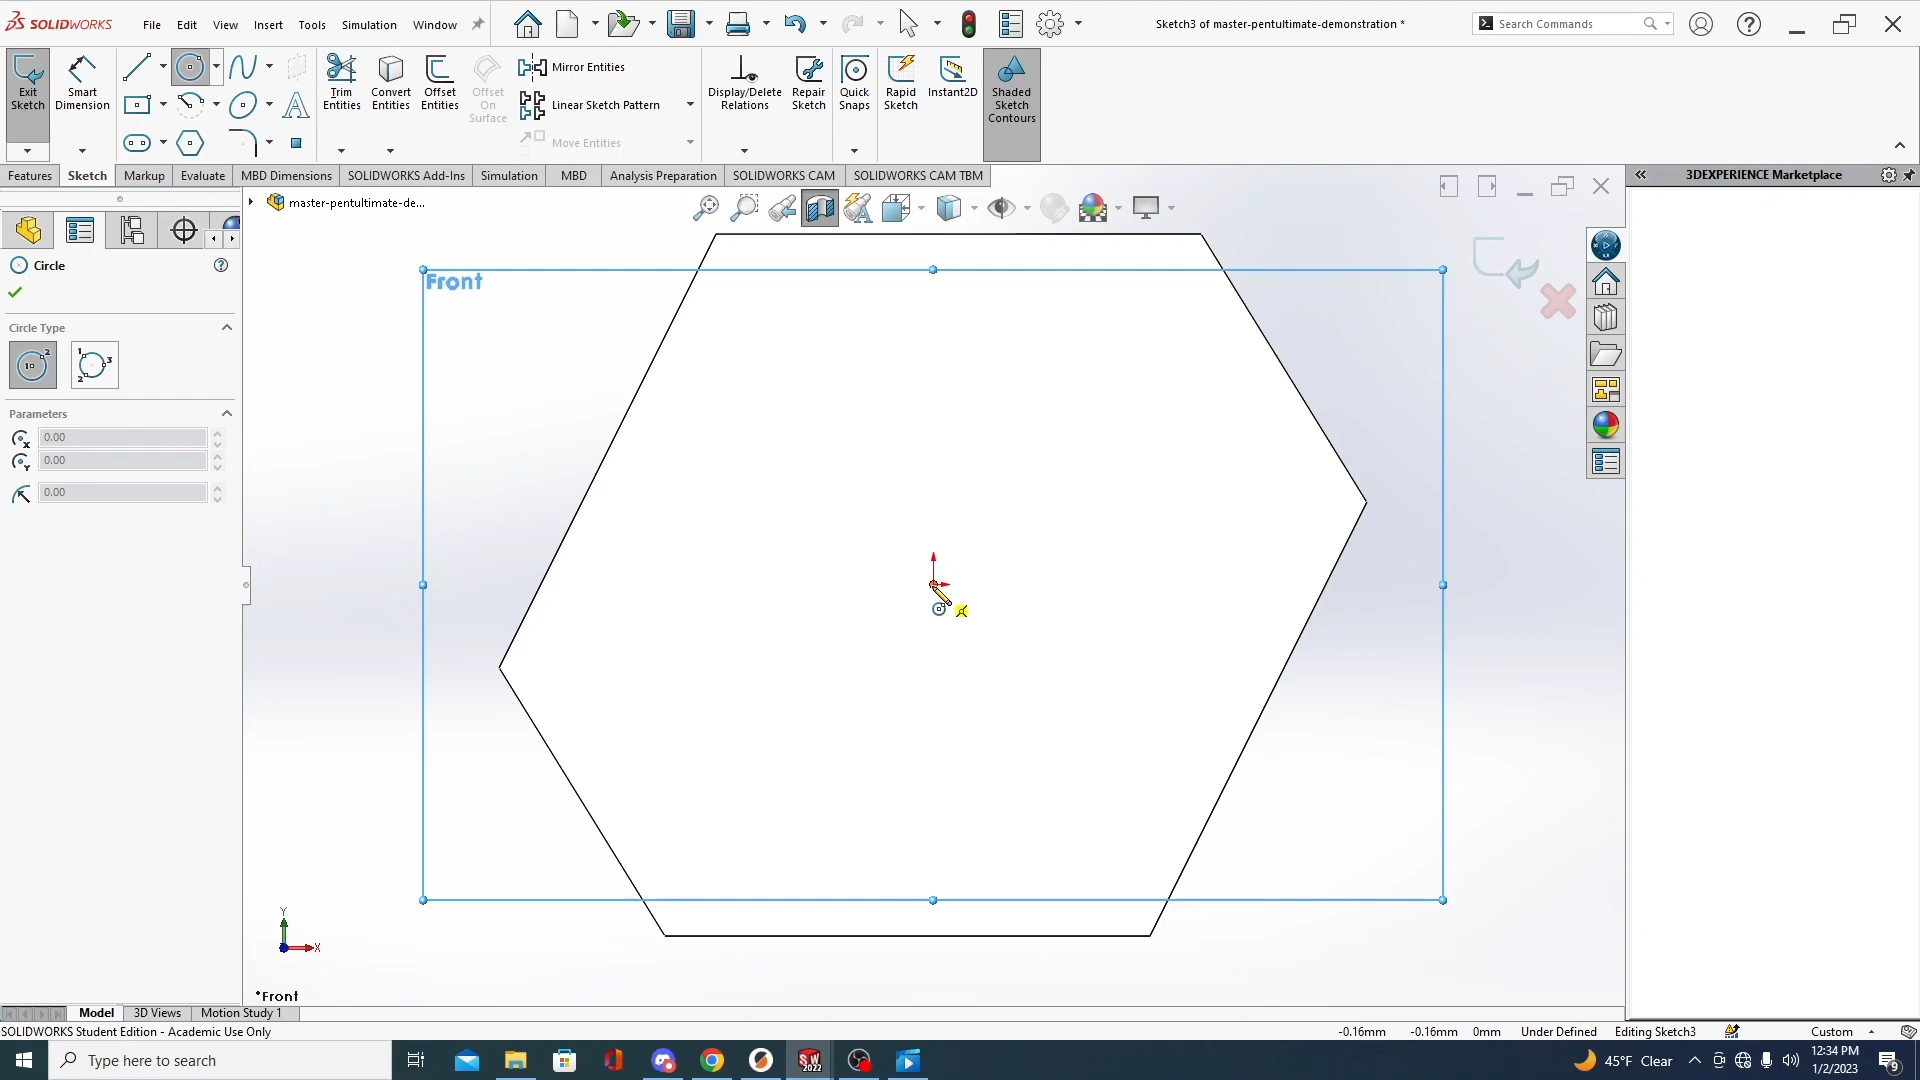 SOLIDWORKS
File
Edit
View
Insert
Tools
Simulation
Window
Sketch3 of master-pentultimate-demonstration *
Search Commands
Exit Sketch
Smart Dimension
Trim Entities
Convert Entities
Offset Entities
Offset On Surface
Mirror Entities
Linear Sketch Pattern
Move Entities
Display/Delete Relations
Repair Sketch
Quick Snaps
Rapid Sketch
Instant2D
Shaded Sketch Contours
Features
Sketch
Markup
Evaluate
MBD Dimensions
SOLIDWORKS Add-Ins
Simulation
MBD
Analysis Preparation
SOLIDWORKS CAM
SOLIDWORKS CAM TBM
3DEXPERIENCE Marketplace
master-pentultimate-de...
Circle
Circle Type
Parameters
0.00
0.00
0.00
Front
Y
X
*Front
Model
3D Views
Motion Study 1
SOLIDWORKS Student Edition - Academic Use Only
-0.16mm
-0.16mm
0mm
Under Defined
Editing Sketch3
Custom
Type here to search
SW
2022
45°F Clear
12:34 PM
1/2/2023
9